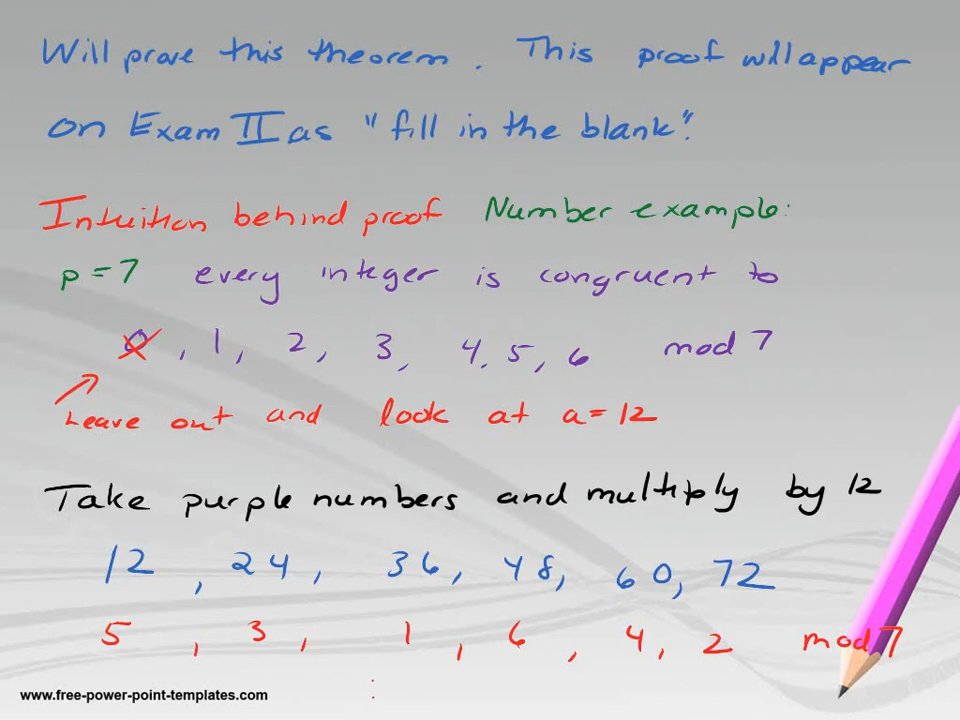 Will prove this theorem. This proof will appear
on Exam II as "fill in the blank".
Intuition behind proof Number example:
p = 7 every integer is congruent to
0, 1, 2, 3, 4, 5, 6 mod 7
Leave out and look at a = 12
Take purple numbers and multiply by 12
12, 24, 36, 48, 60, 72
5, 3, 1, 6, 4, 2 mod 7
www.free-power-point-templates.com